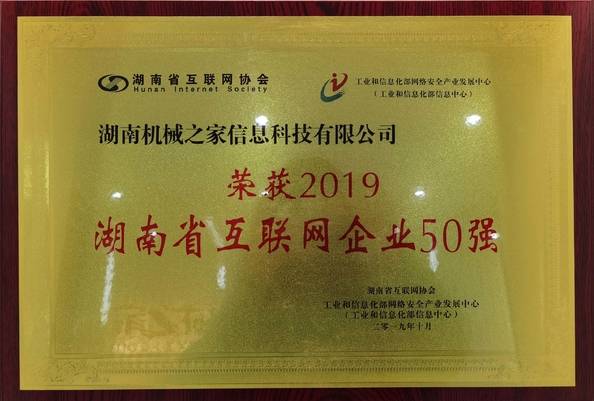 湖南省互联网协会
Hunan Internet Society
工业和信息化部网络安全产业发展中心
（工业和信息化部信息中心）
湖南机械之家信息科技有限公司
荣获2019
湖南省互联网企业50强
湖南省互联网协会
工业和信息化部网络安全产业发展中心
（工业和信息化部信息中心）
二零一九年十月